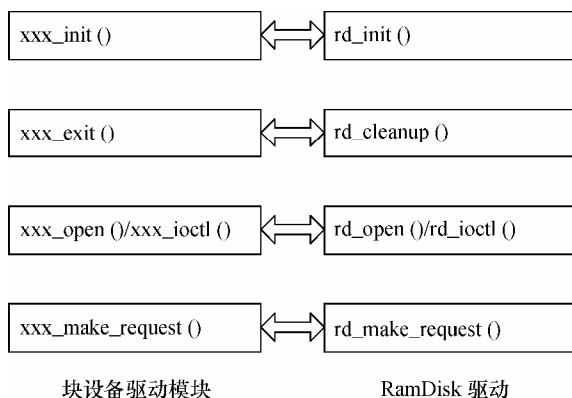 xxx_init () rd_init ()
xxx_exit () rd_cleanup ()
xxx_open ()/xxx_ioctl () rd_open ()/rd_ioctl ()
xxx_make_request () rd_make_request ()
块设备驱动模块 RamDisk 驱动